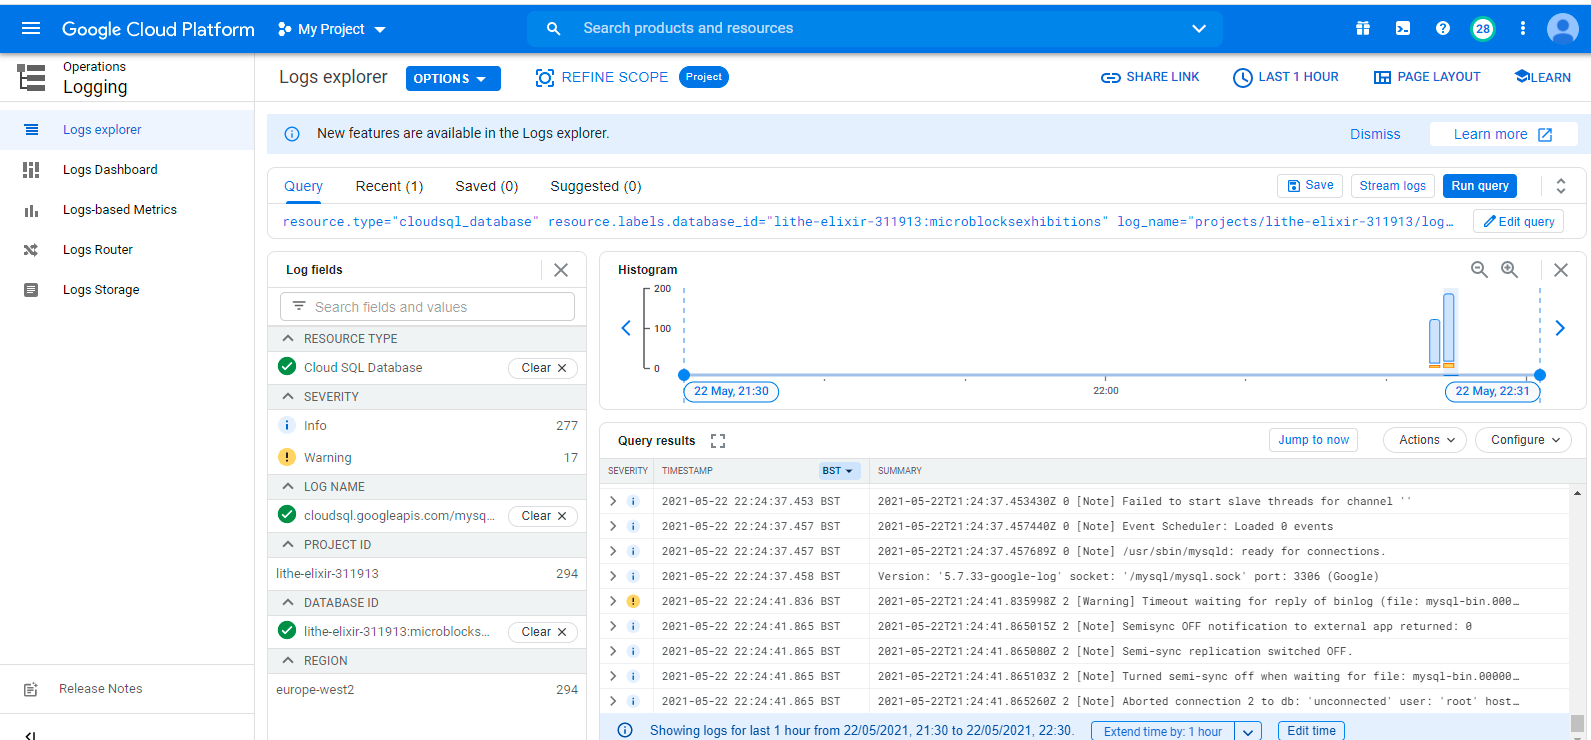 Google Cloud Platform
My Project
Search products and resources
28
Operations
Logging
Logs explorer
OPTIONS
REFINE SCOPE
Project
SHARE LINK
LAST 1 HOUR
PAGE LAYOUT
LEARN
Logs explorer
Logs Dashboard
Logs-based Metrics
Logs Router
Logs Storage
Release Notes
New features are available in the Logs explorer.
Dismiss
Learn more
Query
Recent (1)
Saved (0)
Suggested (0)
Save
Stream logs
Run query
resource.type="cloudsql_database" resource.labels.database_id="lithe-elixir-311913:microblocksexhibitions" log_name="projects/lithe-elixir-311913/log…
Edit query
Log fields
Search fields and values
RESOURCE TYPE
Cloud SQL Database
Clear
SEVERITY
Info 277
Warning 17
LOG NAME
cloudsql.googleapis.com/mysq...
Clear
PROJECT ID
lithe-elixir-311913 294
DATABASE ID
lithe-elixir-311913:microblocks...
Clear
REGION
europe-west2 294
Histogram
200
100
0
22 May, 21:30
22:00
22 May, 22:31
Query results
Jump to now
Actions
Configure
SEVERITY TIMESTAMP BST SUMMARY
2021-05-22 22:24:37.453 BST 2021-05-22T21:24:37.453430Z 0 [Note] Failed to start slave threads for channel ''
2021-05-22 22:24:37.457 BST 2021-05-22T21:24:37.457440Z 0 [Note] Event Scheduler: Loaded 0 events
2021-05-22 22:24:37.457 BST 2021-05-22T21:24:37.457689Z 0 [Note] /usr/sbin/mysqld: ready for connections.
2021-05-22 22:24:37.458 BST Version: '5.7.33-google-log' socket: '/mysql/mysql.sock' port: 3306 (Google)
2021-05-22 22:24:41.836 BST 2021-05-22T21:24:41.835998Z 2 [Warning] Timeout waiting for reply of binlog (file: mysql-bin.000…
2021-05-22 22:24:41.865 BST 2021-05-22T21:24:41.865015Z 2 [Note] Semisync OFF notification to external app returned: 0
2021-05-22 22:24:41.865 BST 2021-05-22T21:24:41.865080Z 2 [Note] Semi-sync replication switched OFF.
2021-05-22 22:24:41.865 BST 2021-05-22T21:24:41.865103Z 2 [Note] Turned semi-sync off when waiting for file: mysql-bin.00000…
2021-05-22 22:24:41.865 BST 2021-05-22T21:24:41.865260Z 2 [Note] Aborted connection 2 to db: 'unconnected' user: 'root' host…
Showing logs for last 1 hour from 22/05/2021, 21:30 to 22/05/2021, 22:30.
Extend time by: 1 hour
Edit time